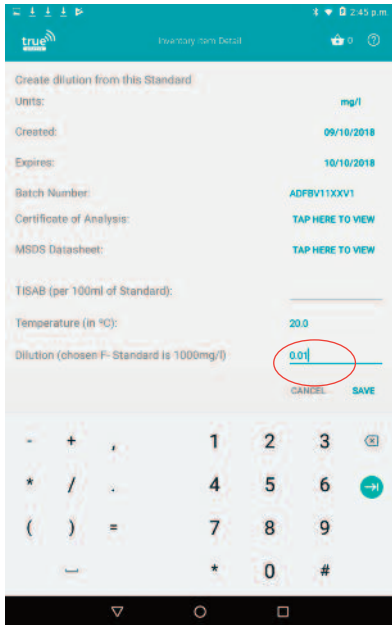 2:45 p.m.
true
Inventory Item Detail
0
Create dilution from this Standard
Units: mg/l
Created: 09/10/2018
Expires: 10/10/2018
Batch Number: ADFBV11XXV1
Certificate of Analysis: TAP HERE TO VIEW
MSDS Datasheet: TAP HERE TO VIEW
TISAB (per 100ml of Standard):
Temperature (in ºC): 20.0
Dilution (chosen F- Standard is 1000mg/l) 0.01
CANCEL SAVE
- + , 1 2 3
* / . 4 5 6
( ) = 7 8 9
* 0 #